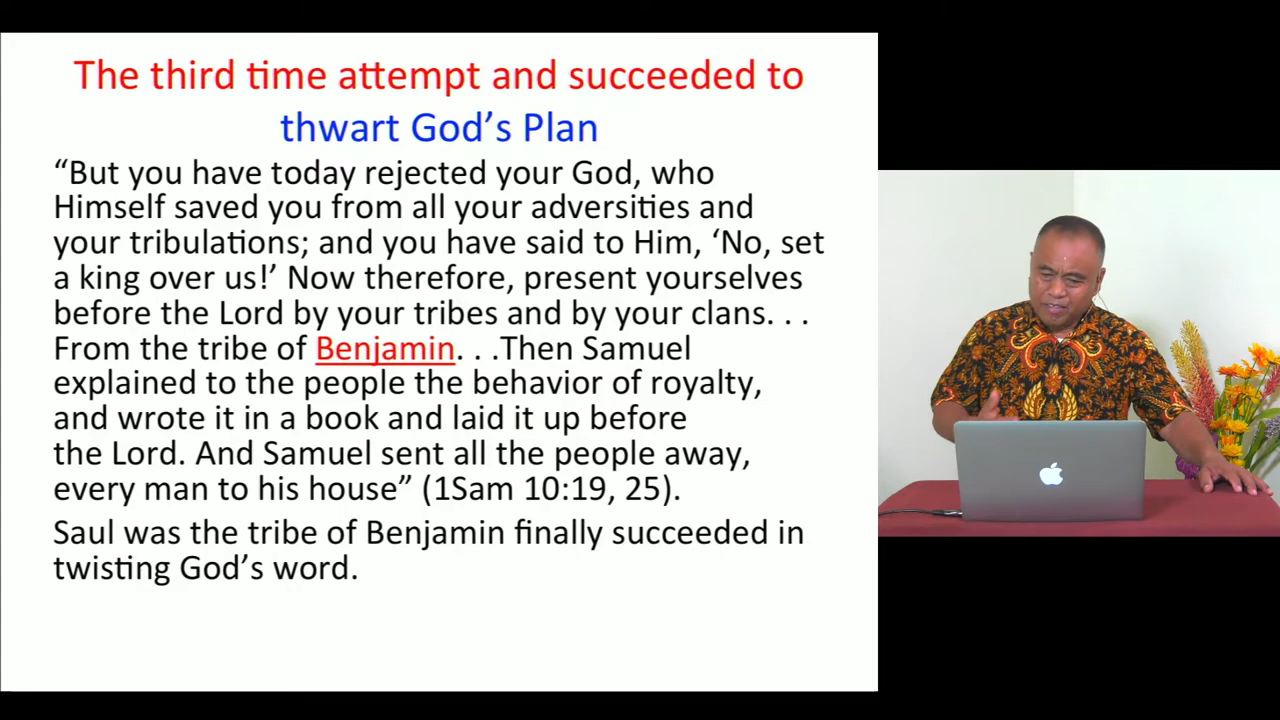 The third time attempt and succeeded to
thwart God’s Plan
“But you have today rejected your God, who
Himself saved you from all your adversities and
your tribulations; and you have said to Him, ‘No, set
a king over us!’ Now therefore, present yourselves
before the Lord by your tribes and by your clans. . .
From the tribe of Benjamin. . .Then Samuel
explained to the people the behavior of royalty,
and wrote it in a book and laid it up before
the Lord. And Samuel sent all the people away,
every man to his house” (1Sam 10:19, 25).
Saul was the tribe of Benjamin finally succeeded in
twisting God’s word.